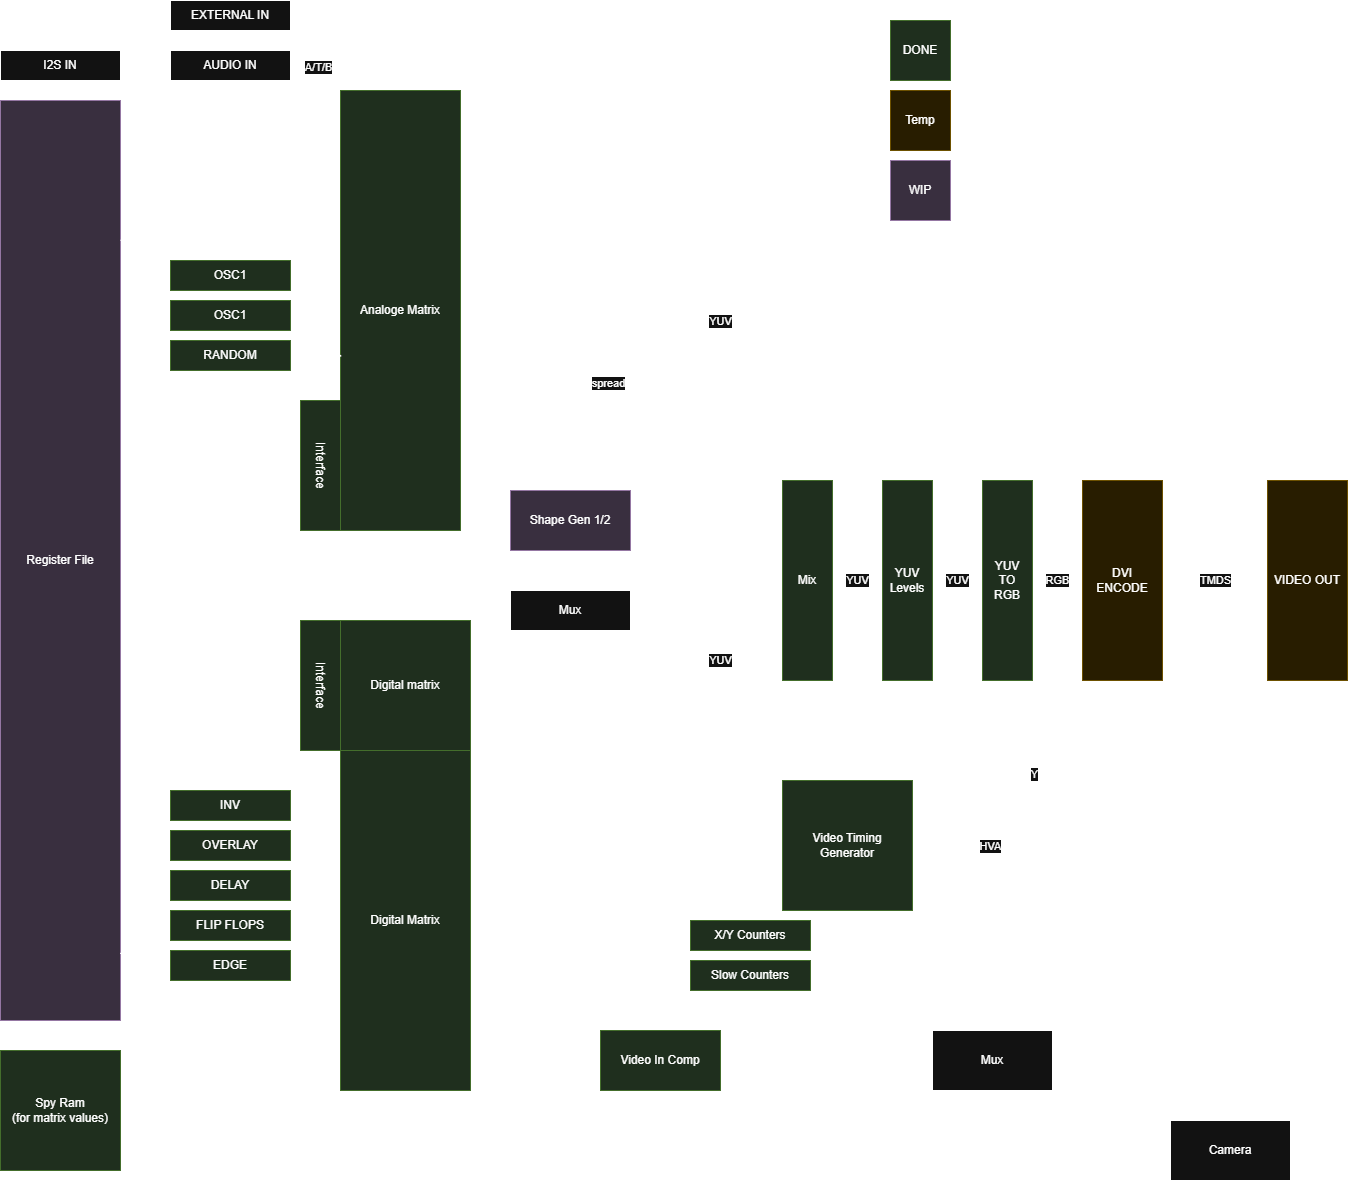 EXTERNAL IN
I2S IN
AUDIO IN
A/T/B
DONE
Temp
WIP
Register File
OSC1
OSC1
RANDOM
Analoge Matrix
Interface
YUV
spread
Shape Gen 1/2
Mux
Mix
YUV
YUV
Levels
YUV
YUV
TO
RGB
RGB
DVI
ENCODE
TMDS
VIDEO OUT
Interface
Digital matrix
YUV
Y
INV
OVERLAY
DELAY
FLIP FLOPS
EDGE
Digital Matrix
Video Timing
Generator
HVA
X/Y Counters
Slow Counters
Video In Comp
Mux
Spy Ram
(for matrix values)
Camera